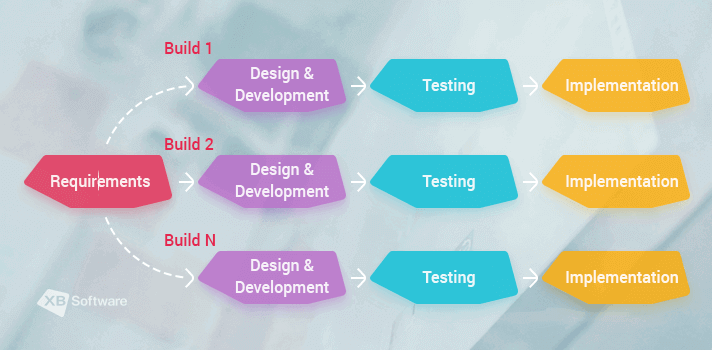 Build 1
Design &
Development
Testing
Implementation
Build 2
Requirements
Design &
Development
Testing
Implementation
Build N
Design &
Development
Testing
Implementation
XB Software